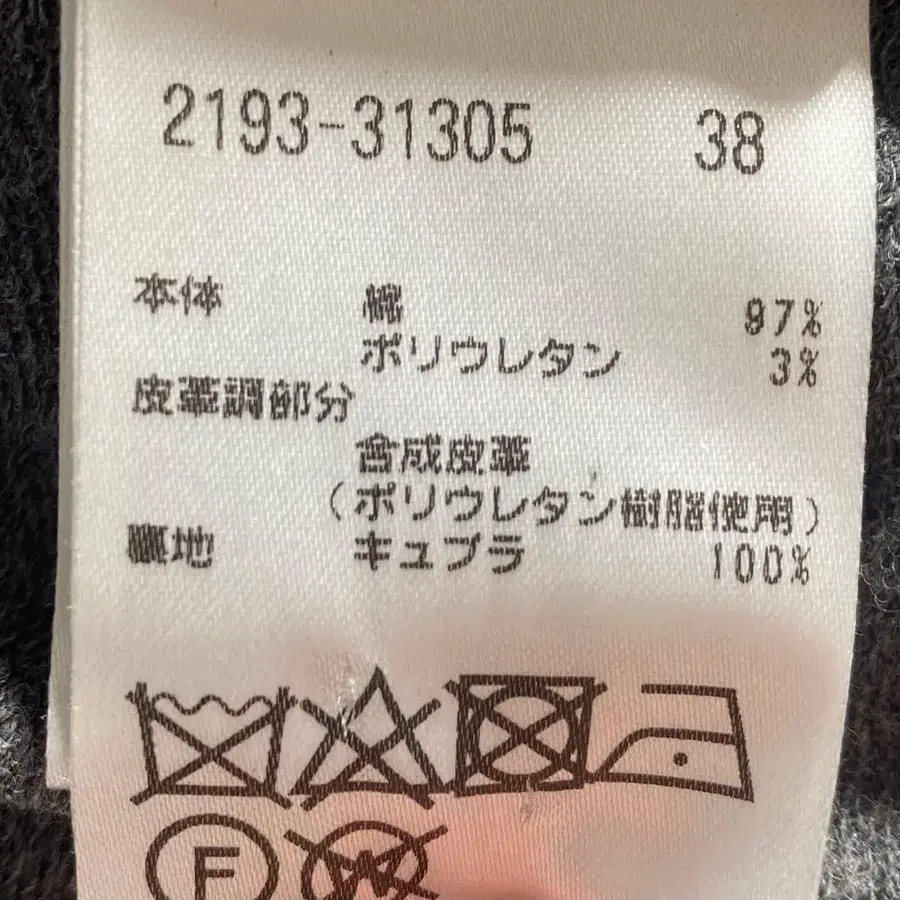 2193-31305 38
本体 綿 97%
ポリウレタン 3%
皮革調部分
合成皮革
(ポリウレタン樹脂使用)
裏地 キュプラ 100%
F W